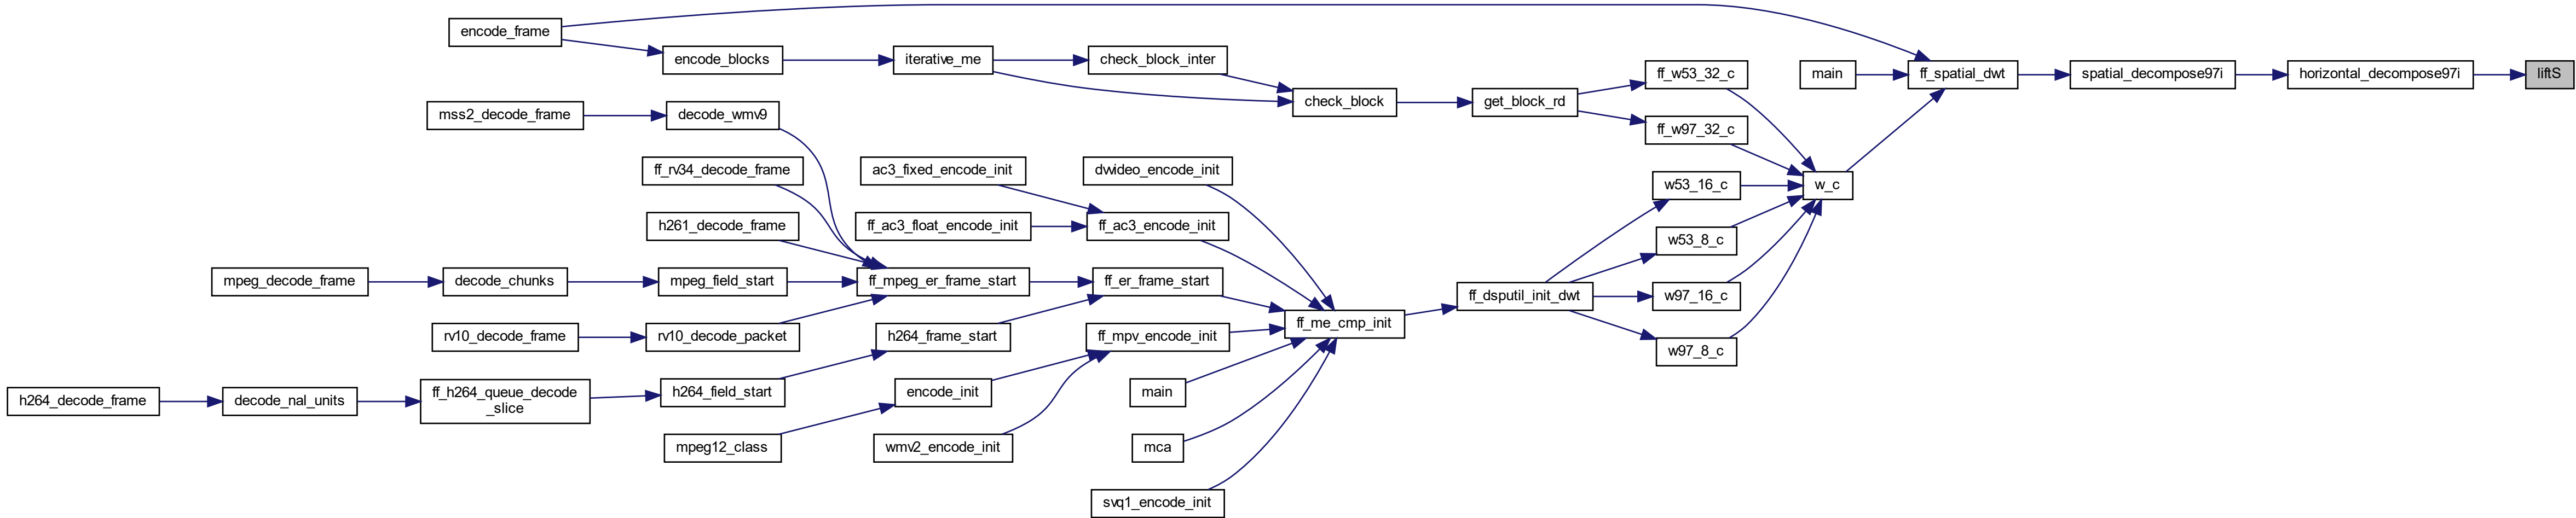 encode_frame
encode_blocks
iterative_me
check_block_inter
ff_w53_32_c
main
ff_spatial_dwt
spatial_decompose97i
horizontal_decompose97i
liftS
check_block
get_block_rd
mss2_decode_frame
decode_wmv9
ff_w97_32_c
ff_rv34_decode_frame
ac3_fixed_encode_init
dwideo_encode_init
w53_16_c
w_c
h261_decode_frame
ff_ac3_float_encode_init
ff_ac3_encode_init
w53_8_c
mpeg_decode_frame
decode_chunks
mpeg_field_start
ff_mpeg_er_frame_start
ff_er_frame_start
ff_dsputil_init_dwt
w97_16_c
ff_me_cmp_init
rv10_decode_frame
rv10_decode_packet
h264_frame_start
ff_mpv_encode_init
w97_8_c
h264_decode_frame
decode_nal_units
ff_h264_queue_decode
_slice
h264_field_start
encode_init
main
mpeg12_class
wmv2_encode_init
mca
svq1_encode_init